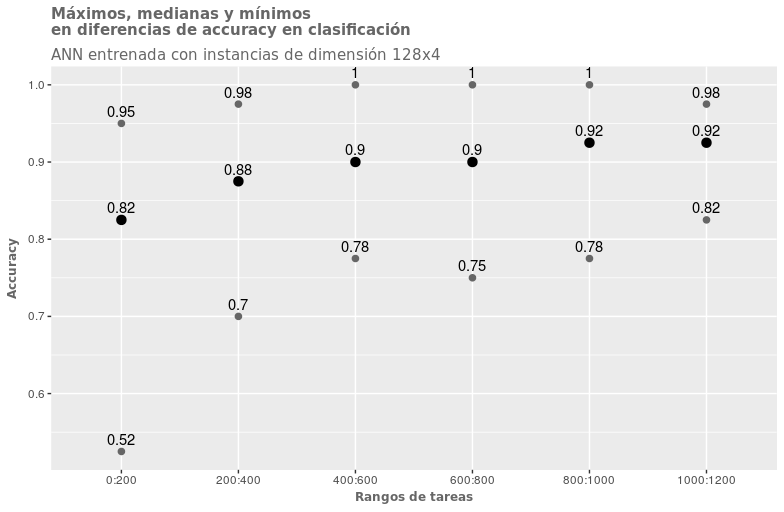 Máximos, medianas y mínimos
en diferencias de accuracy en clasificación
ANN entrenada con instancias de dimensión 128x4
1 1 1
1.0
0.98 0.98
0.95
0.92 0.92
0.9 0.9
0.9
0.88
0.82 0.82
0.8
0.78 0.78
0.75
0.7
0.7
0.6
0.52
Accuracy
0:200 200:400 400:600 600:800 800:1000 1000:1200
Rangos de tareas